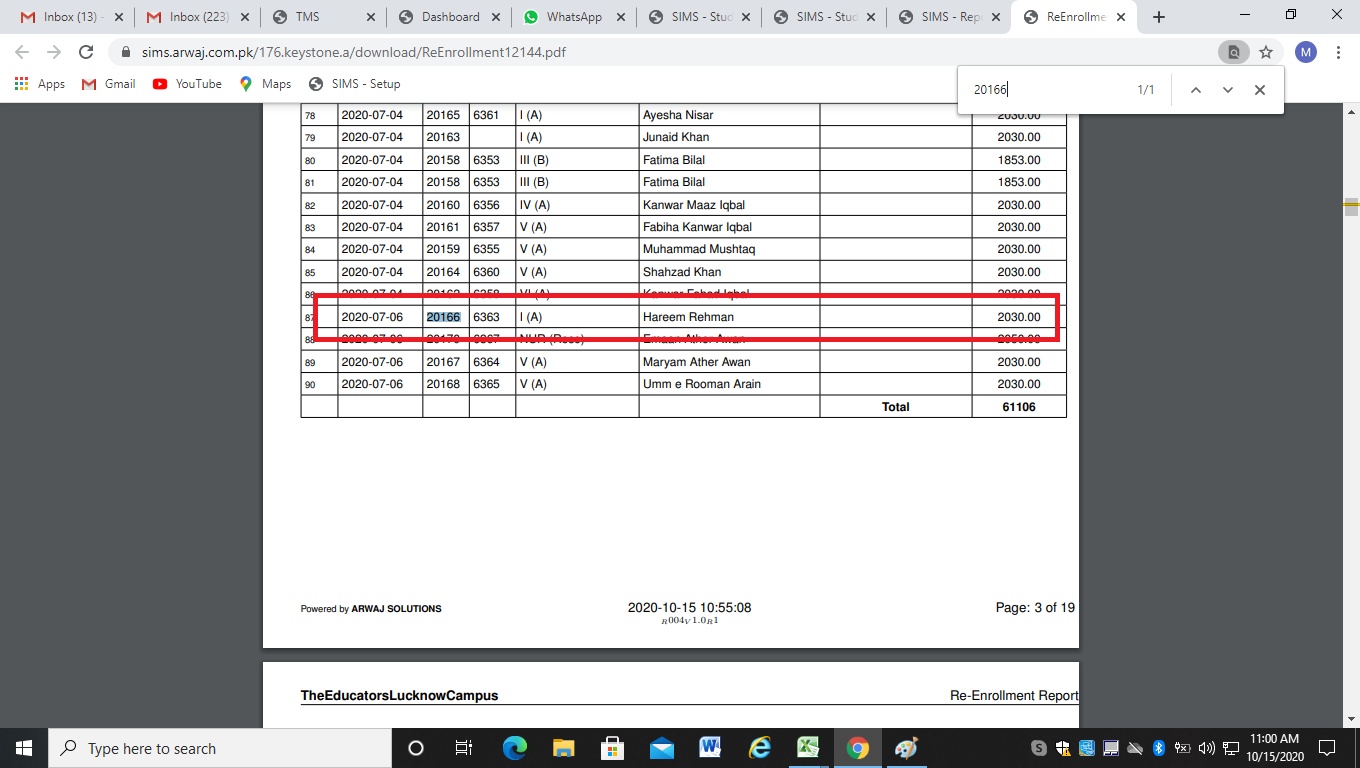 Inbox (13) -
Inbox (223)
TMS
Dashboard
WhatsApp
SIMS - Stud
SIMS - Stud
SIMS - Rep
ReEnrollme
sims.arwaj.com.pk/176.keystone.a/download/ReEnrollment12144.pdf
M
Apps
Gmail
YouTube
Maps
SIMS - Setup
20166
1/1
78 2020-07-04 20165 6361 I (A) Ayesha Nisar 2030.00
79 2020-07-04 20163 I (A) Junaid Khan 2030.00
80 2020-07-04 20158 6353 III (B) Fatima Bilal 1853.00
81 2020-07-04 20158 6353 III (B) Fatima Bilal 1853.00
82 2020-07-04 20160 6356 IV (A) Kanwar Maaz Iqbal 2030.00
83 2020-07-04 20161 6357 V (A) Fabiha Kanwar Iqbal 2030.00
84 2020-07-04 20159 6355 V (A) Muhammad Mushtaq 2030.00
85 2020-07-04 20164 6360 V (A) Shahzad Khan 2030.00
2020-07-04 VI (A) Kanwar Fahad Iqbal 2030.00
87 2020-07-06 20166 6363 I (A) Hareem Rehman 2030.00
88 2020-07-06 NUR (Rose) Emaan Ather Awan
89 2020-07-06 20167 6364 V (A) Maryam Ather Awan 2030.00
90 2020-07-06 20168 6365 V (A) Umm e Rooman Arain 2030.00
Total 61106
Powered by ARWAJ SOLUTIONS
2020-10-15 10:55:08
Page: 3 of 19
R004V1.0R1
TheEducatorsLucknowCampus
Re-Enrollment Report
Type here to search
11:00 AM
10/15/2020